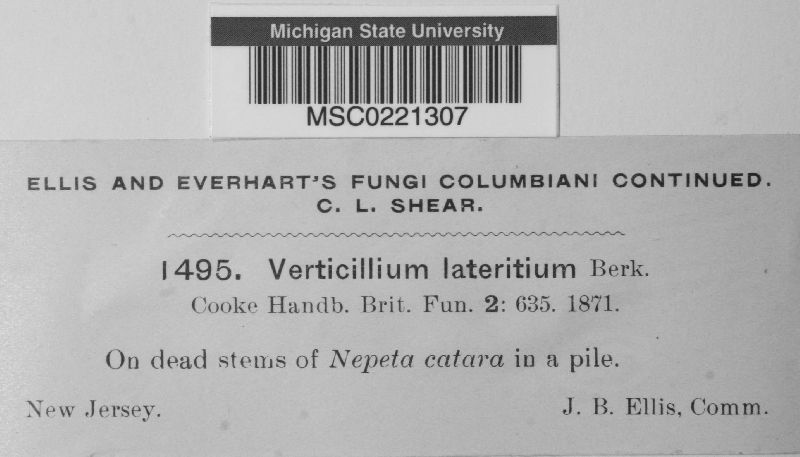 Michigan State University
MSC0221307
ELLIS AND EVERHART'S FUNGI COLUMBIANI CONTINUED.
C. L. SHEAR.
1495. Verticillium lateritium Berk.
Cooke Handb. Brit. Fun. 2: 635. 1871.
On dead stems of Nepeta catara in a pile.
New Jersey. J. B. Ellis, Comm.